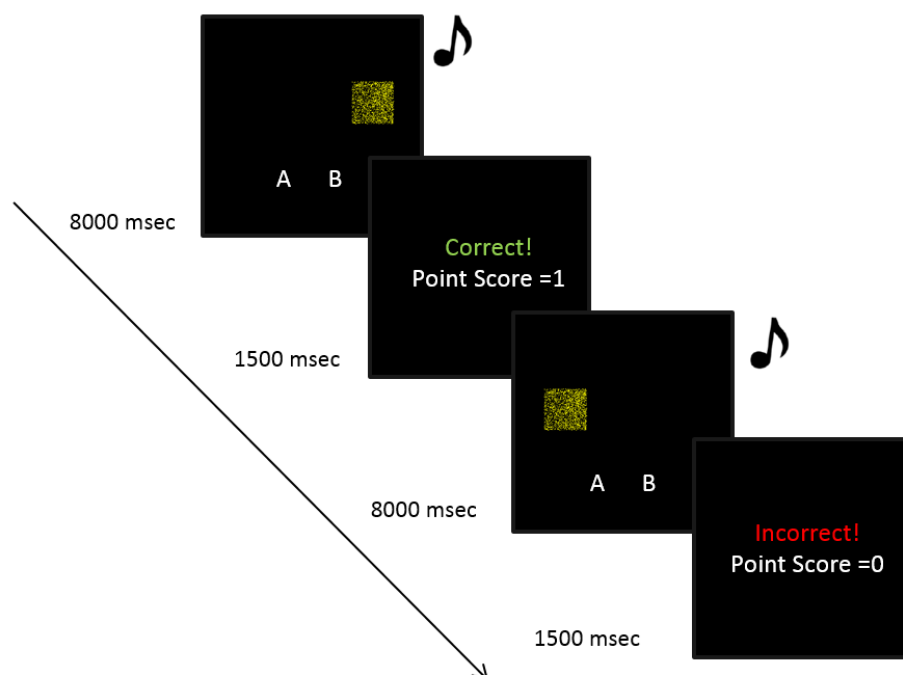 A B
8000 msec
Correct!
Point Score =1
1500 msec
A B
8000 msec
Incorrect!
Point Score =0
1500 msec